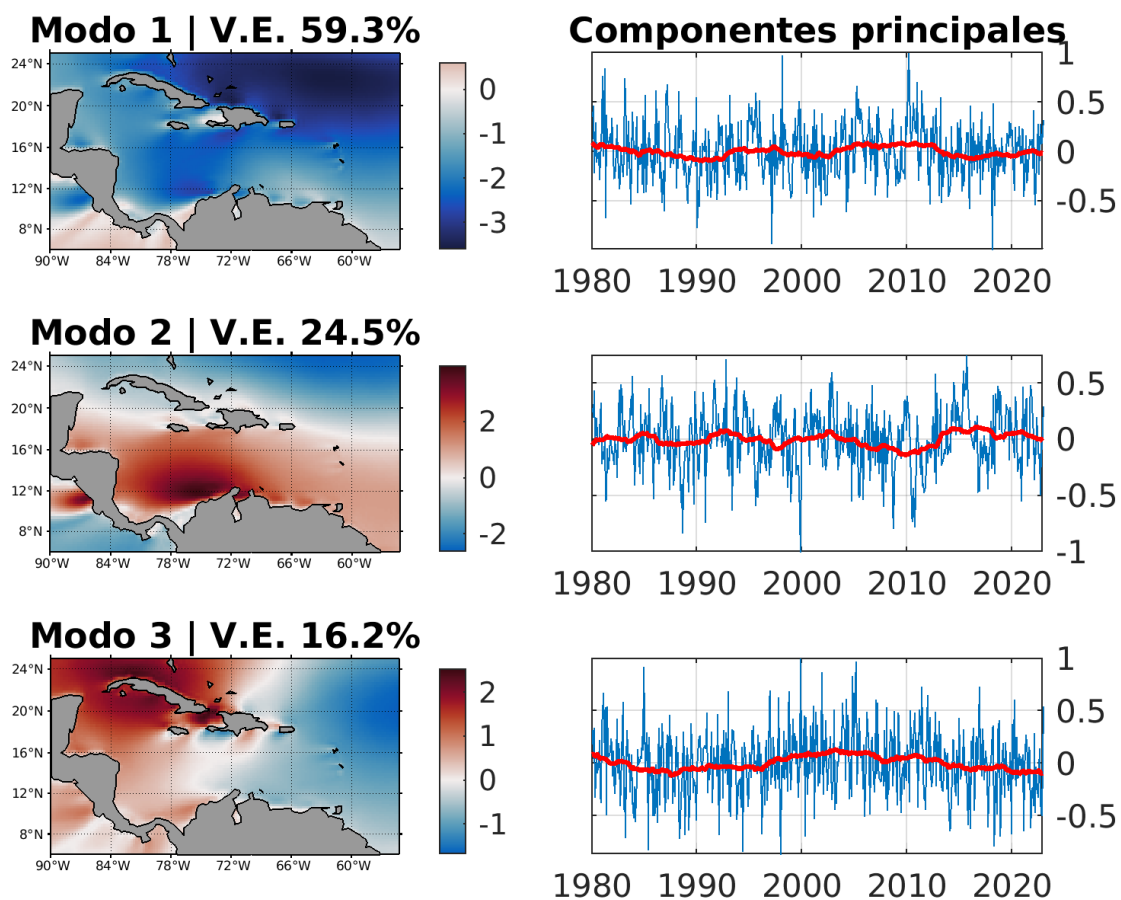 Modo 1 | V.E. 59.3%
Componentes principales
24°N
20°N
16°N
12°N
8°N
90°W 84°W 78°W 72°W 66°W 60°W
0
-1
-2
-3
1
0.5
0
-0.5
1980 1990 2000 2010 2020
Modo 2 | V.E. 24.5%
24°N
20°N
16°N
12°N
8°N
90°W 84°W 78°W 72°W 66°W 60°W
2
0
-2
0.5
0
-0.5
-1
1980 1990 2000 2010 2020
Modo 3 | V.E. 16.2%
24°N
20°N
16°N
12°N
8°N
90°W 84°W 78°W 72°W 66°W 60°W
2
1
0
-1
1
0.5
0
-0.5
1980 1990 2000 2010 2020